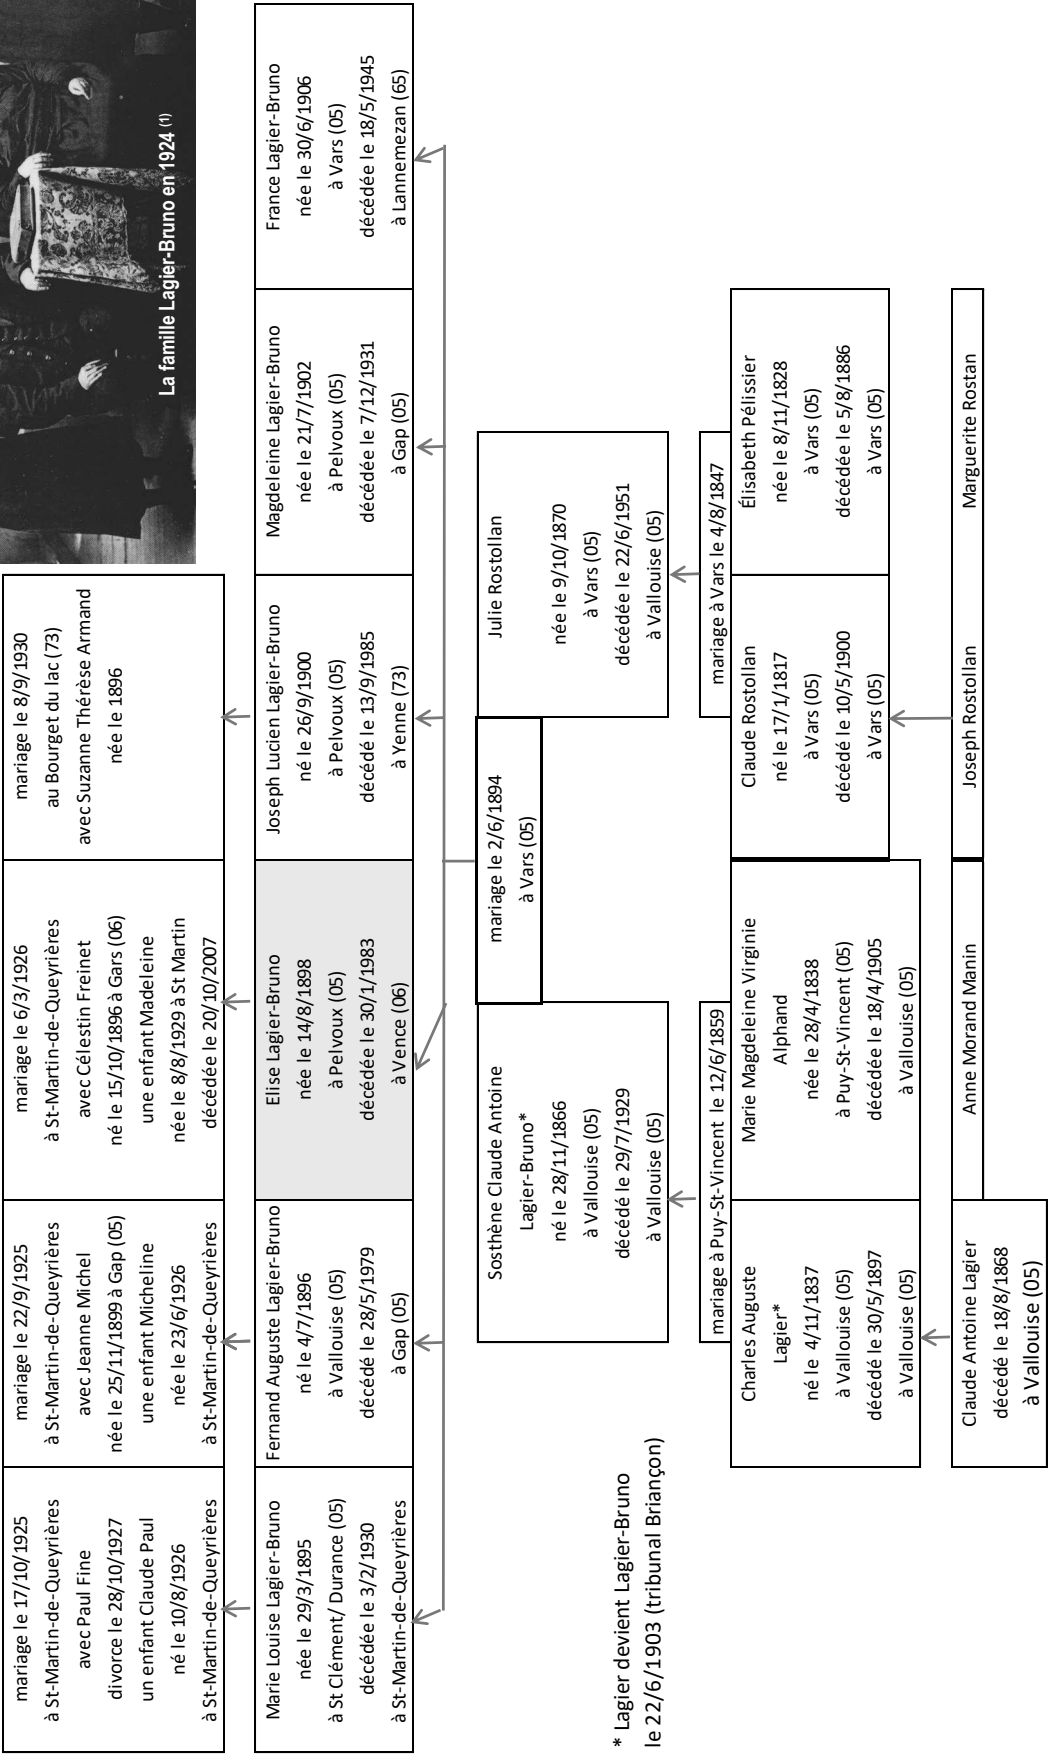 La famille Lagier-Bruno en 1924 (1)
mariage le 17/10/1925
à St-Martin-de-Queyrières
avec Paul Fine
divorce le 28/10/1927
un enfant Claude Paul
né le 10/8/1926
à St-Martin-de-Queyrières
mariage le 22/9/1925
à St-Martin-de-Queyrières
avec Jeanne Michel
née le 25/11/1899 à Gap (05)
une enfant Micheline
née le 23/6/1926
à St-Martin-de-Queyrières
mariage le 6/3/1926
à St-Martin-de-Queyrières
avec Célestin Freinet
né le 15/10/1896 à Gars (06)
une enfant Madeleine
née le 8/8/1929 à St Martin
décédée le 20/10/2007
mariage le 8/9/1930
au Bourget du lac (73)
avec Suzanne Thérèse Armand
née le 1896
Marie Louise Lagier-Bruno
née le 29/3/1895
à St Clément/ Durance (05)
décédée le 3/2/1930
à St-Martin-de-Queyrières
Fernand Auguste Lagier-Bruno
né le 4/7/1896
à Vallouise (05)
décédé le 28/5/1979
à Gap (05)
Elise Lagier-Bruno
née le 14/8/1898
à Pelvoux (05)
décédée le 30/1/1983
à Vence (06)
Joseph Lucien Lagier-Bruno
né le 26/9/1900
à Pelvoux (05)
décédé le 13/9/1985
à Yenne (73)
Magdeleine Lagier-Bruno
née le 21/7/1902
à Pelvoux (05)
décédée le 7/12/1931
à Gap (05)
France Lagier-Bruno
née le 30/6/1906
à Vars (05)
décédée le 18/5/1945
à Lannemezan (65)
Sosthène Claude Antoine
Lagier-Bruno*
né le 28/11/1866
à Vallouise (05)
décédé le 29/7/1929
à Vallouise (05)
mariage le 2/6/1894
à Vars (05)
Julie Rostollan
née le 9/10/1870
à Vars (05)
décédée le 22/6/1951
à Vallouise (05)
* Lagier devient Lagier-Bruno
le 22/6/1903 (tribunal Briançon)
mariage à Puy-St-Vincent le 12/6/1859
mariage à Vars le 4/8/1847
Charles Auguste
Lagier*
né le 4/11/1837
à Vallouise (05)
décédé le 30/5/1897
à Vallouise (05)
Marie Magdeleine Virginie
Alphand
née le 28/4/1838
à Puy-St-Vincent (05)
décédée le 18/4/1905
à Vallouise (05)
Claude Rostollan
né le 17/1/1817
à Vars (05)
décédé le 10/5/1900
à Vars (05)
Élisabeth Pélissier
née le 8/11/1828
à Vars (05)
décédée le 5/8/1886
à Vars (05)
Claude Antoine Lagier
décédé le 18/8/1868
à Vallouise (05)
Anne Morand Manin
Joseph Rostollan
Marguerite Rostan